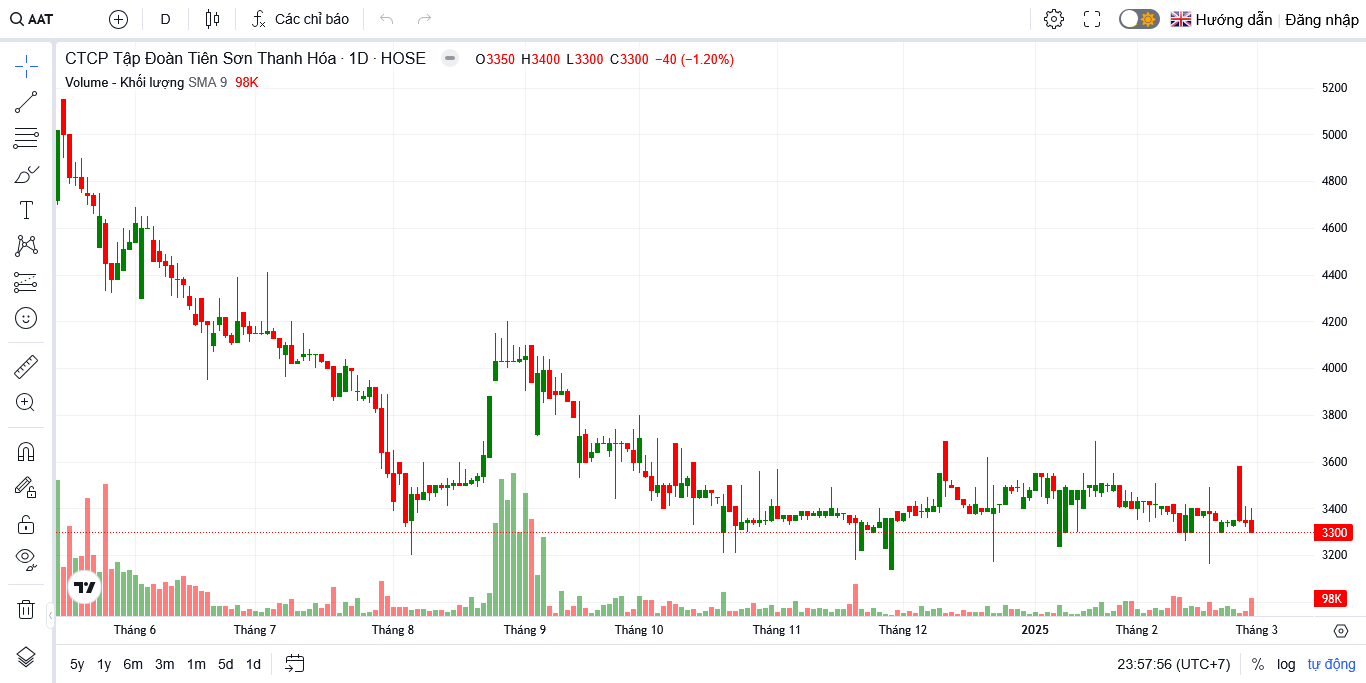 AAT D Các chỉ báo Hướng dẫn Đăng nhập
CTCP Tập Đoàn Tiên Sơn Thanh Hóa · 1D · HOSE O3350 H3400 L3300 C3300 −40 (−1.20%)
Volume - Khối lượng SMA 9 98K
5200
5000
4800
4600
4400
4200
4000
3800
3600
3400
3300
3200
98K
Tháng 6 Tháng 7 Tháng 8 Tháng 9 Tháng 10 Tháng 11 Tháng 12 2025 Tháng 2 Tháng 3
5y 1y 6m 3m 1m 5d 1d 23:57:56 (UTC+7) % log tự động